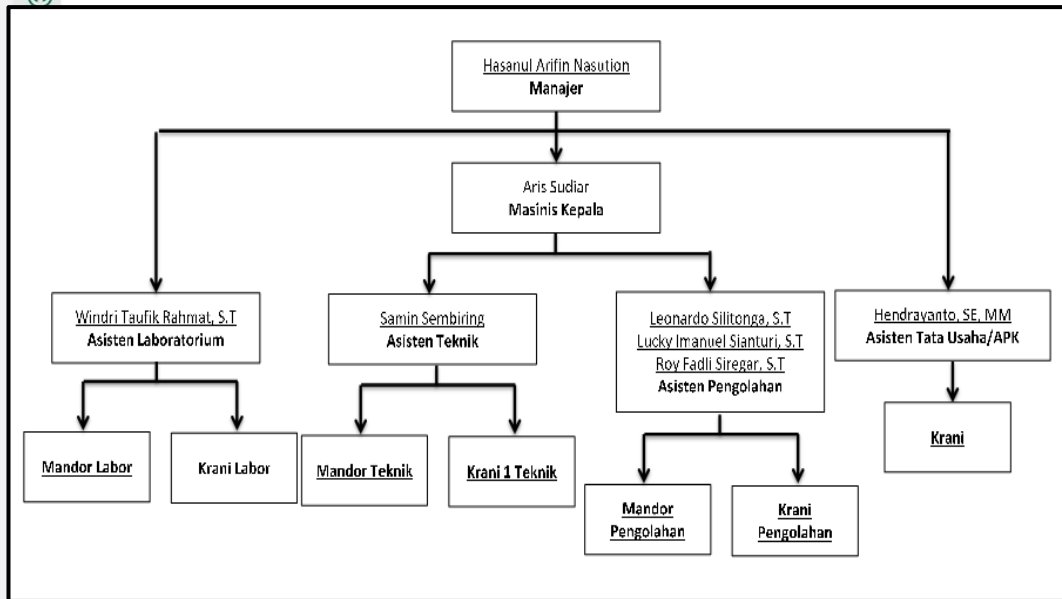 Hasanul Arifin Nasution
Manajer
Aris Sudiar
Masinis Kepala
Windri Taufik Rahmat, S.T
Asisten Laboratorium
Samin Sembiring
Asisten Teknik
Leonardo Silitonga, S.T
Lucky Imanuel Sianturi, S.T
Roy Fadli Siregar, S.T
Asisten Pengolahan
Hendrayanto, SE, MM
Asisten Tata Usaha/APK
Mandor Labor
Krani Labor
Mandor Teknik
Krani 1 Teknik
Mandor
Pengolahan
Krani
Pengolahan
Krani